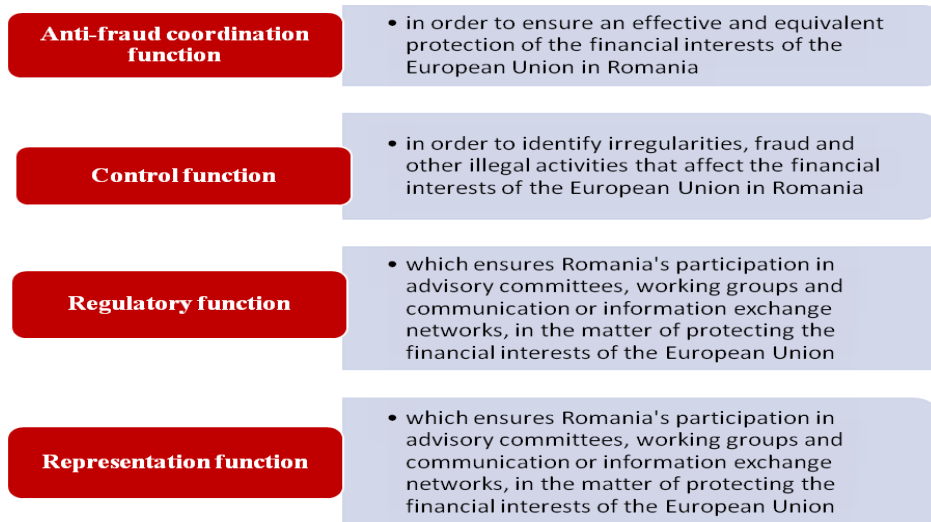 Anti-fraud coordination
function
• in order to ensure an effective and equivalent
protection of the financial interests of the
European Union in Romania
Control function
• in order to identify irregularities, fraud and
other illegal activities that affect the financial
interests of the European Union in Romania
Regulatory function
• which ensures Romania's participation in
advisory committees, working groups and
communication or information exchange
networks, in the matter of protecting the
financial interests of the European Union
Representation function
• which ensures Romania's participation in
advisory committees, working groups and
communication or information exchange
networks, in the matter of protecting the
financial interests of the European Union